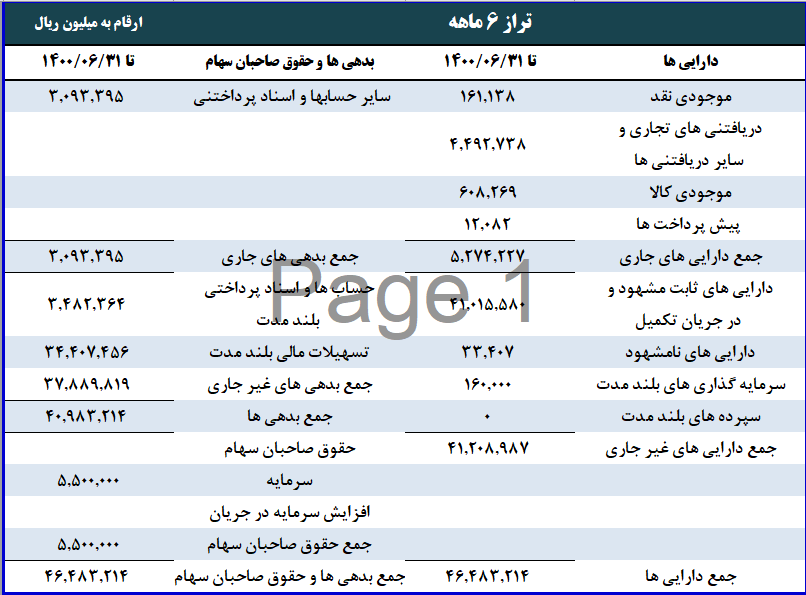 تراز ۶ ماهه ارقام به میلیون ریال
دارایی ها تا ۱۴۰۰/۰۶/۳۱ بدهی ها و حقوق صاحبان سهام تا ۱۴۰۰/۰۶/۳۱
موجودی نقد ۱۶۱,۱۳۸ سایر حسابها و اسناد پرداختنی ۳,۰۹۳,۳۹۵
دریافتنی های تجاری و
سایر دریافتنی ها ۴,۴۹۲,۷۳۸
موجودی کالا ۶۰۸,۲۶۹
پیش پرداخت ها ۱۲,۰۸۲
جمع دارایی های جاری ۵,۲۷۴,۲۲۷ جمع بدهی های جاری ۳,۰۹۳,۳۹۵
دارایی های ثابت مشهود و
در جریان تکمیل ۴۱,۰۱۵,۵۸۰ حساب ها و اسناد پرداختی
بلند مدت ۳,۴۸۲,۳۶۴
دارایی های نامشهود ۳۳,۴۰۷ تسهیلات مالی بلند مدت ۳۴,۴۰۷,۴۵۶
سرمایه گذاری های بلند مدت ۱۶۰,۰۰۰ جمع بدهی های غیر جاری ۳۷,۸۸۹,۸۱۹
سپرده های بلند مدت ۰ جمع بدهی ها ۴۰,۹۸۳,۲۱۴
جمع دارایی های غیر جاری ۴۱,۲۰۸,۹۸۷ حقوق صاحبان سهام
سرمایه ۵,۵۰۰,۰۰۰
افزایش سرمایه در جریان
جمع حقوق صاحبان سهام ۵,۵۰۰,۰۰۰
جمع دارایی ها ۴۶,۴۸۳,۲۱۴ جمع بدهی ها و حقوق صاحبان سهام ۴۶,۴۸۳,۲۱۴
Page 1